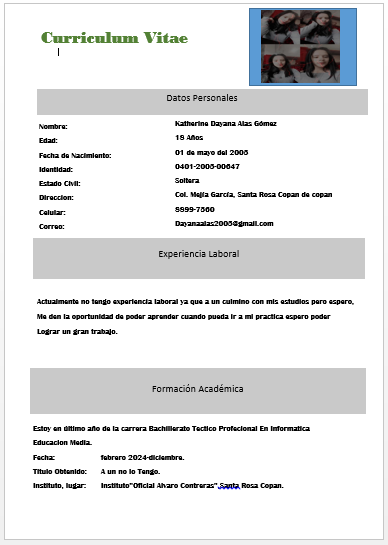 Curriculum Vitae
Datos Personales
Nombre: Katherine Dayana Alas Gómez
Edad: 18 Años
Fecha de Nacimiento: 01 de mayo del 2005
Identidad: 0401-2005-00647
Estado Civil: Soltera
Direccion: Col. Mejía García, Santa Rosa Copan de copan
Celular: 8899-7560
Correo: Dayanaalas2005@gmail.com
Experiencia Laboral
Actualmente no tengo experiencia laboral ya que a un culmino con mis estudios pero espero,
Me den la oportunidad de poder aprender cuando pueda ir a mi practica espero poder
Lograr un gran trabajo.
Formación Académica
Estoy en último año de la carrera Bachillerato Tectico Profecional En Informatica
Educacion Media.
Fecha: febrero 2024-diciembre.
Titulo Obtenido: A un no lo Tengo.
Instituto, lugar: Instituto"Oficial Alvaro Contreras",Santa Rosa Copan.